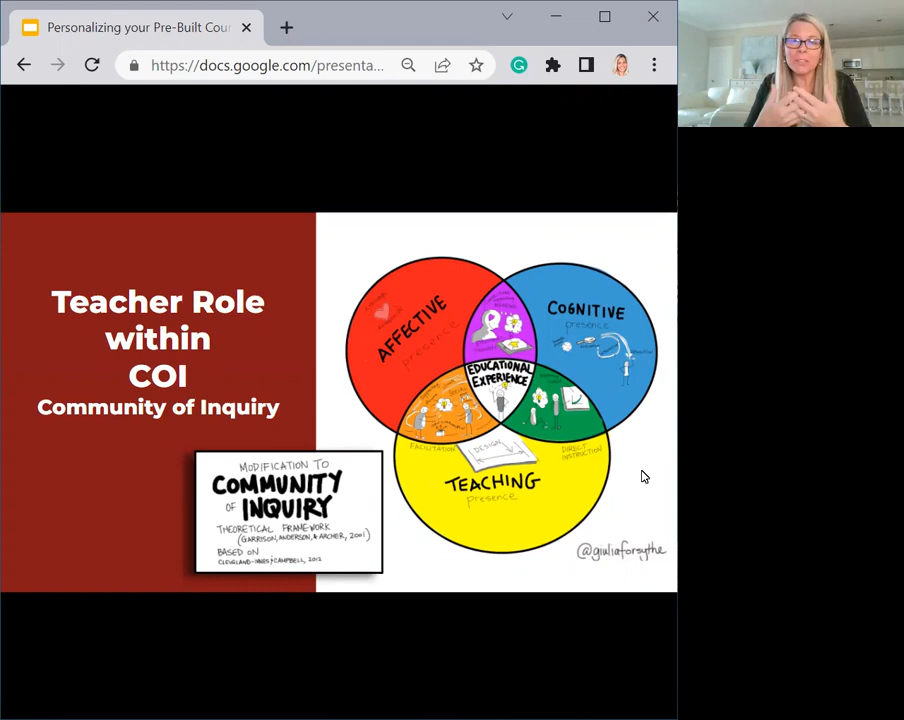 Personalizing your Pre-Built Cour
https://docs.google.com/presenta...
Teacher Role
within
COI
Community of Inquiry
MODIFICATION TO
COMMUNITY
OF INQUIRY
THEORETICAL FRAMEWORK
(GARRISON, ANDERSON, & ARCHER, 2001)
BASED ON
CLEVELAND-INNES & CAMPBELL, 2012
AFFECTIVE
presence
COGNITIVE
presence
EDUCATIONAL
EXPERIENCE
FACILITATION
DIRECT
INSTRUCTION
DESIGN
TEACHING
presence
@giuliaforsythe